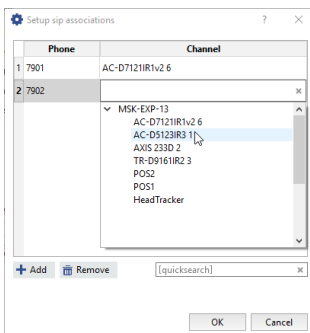 Setup sip associations ? ×
Phone Channel
1 7901 AC-D7121IR1v2 6
2 7902 ×
MSK-EXP-13
AC-D7121IR1v2 6
AC-D5123IR3 1
AXIS 233D 2
TR-D9161IR2 3
POS2
POS1
HeadTracker
+ Add Remove [quicksearch] ×
OK Cancel